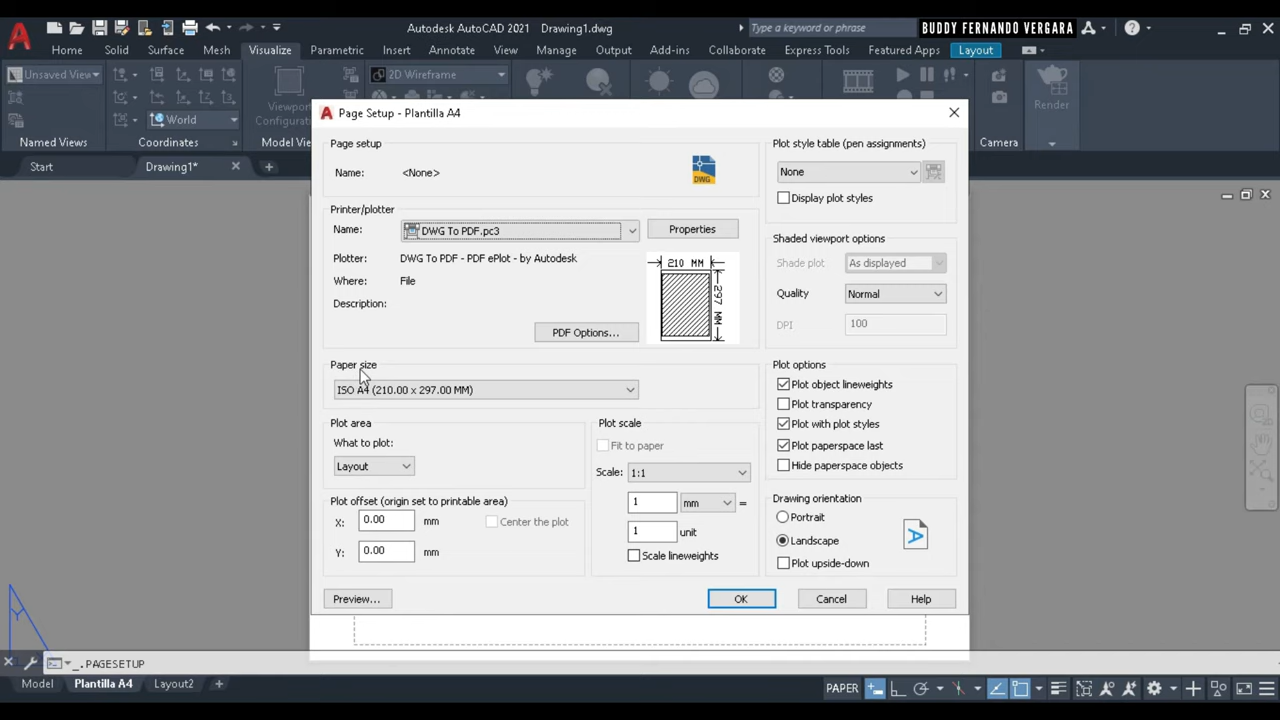 Autodesk AutoCAD 2021 Drawing1.dwg
Type a keyword or phrase
BUDDY FERNANDO VERGARA
Home Solid Surface Mesh Visualize Parametric Insert Annotate View Manage Output Add-ins Collaborate Express Tools Featured Apps Layout
Unsaved View
2D Wireframe
World
Viewport
Configuration
Render
Named Views
Coordinates
Model View
Camera
Start
Drawing1*
Page Setup - Plantilla A4
Page setup
Name: <None>
DWG
Printer/plotter
Name: DWG To PDF.pc3
Properties
Plotter: DWG To PDF - PDF ePlot - by Autodesk
Where: File
Description:
210 MM
297 MM
PDF Options...
Paper size
ISO A4 (210.00 x 297.00 MM)
Plot area
What to plot:
Layout
Plot offset (origin set to printable area)
X: 0.00 mm
Center the plot
Y: 0.00 mm
Plot scale
Fit to paper
Scale: 1:1
1 mm =
1 unit
Scale lineweights
Plot style table (pen assignments)
None
Display plot styles
Shaded viewport options
Shade plot As displayed
Quality Normal
DPI 100
Plot options
Plot object lineweights
Plot transparency
Plot with plot styles
Plot paperspace last
Hide paperspace objects
Drawing orientation
Portrait
Landscape
Plot upside-down
A
Preview...
OK
Cancel
Help
Y
_.PAGESETUP
Model
Plantilla A4
Layout2
PAPER